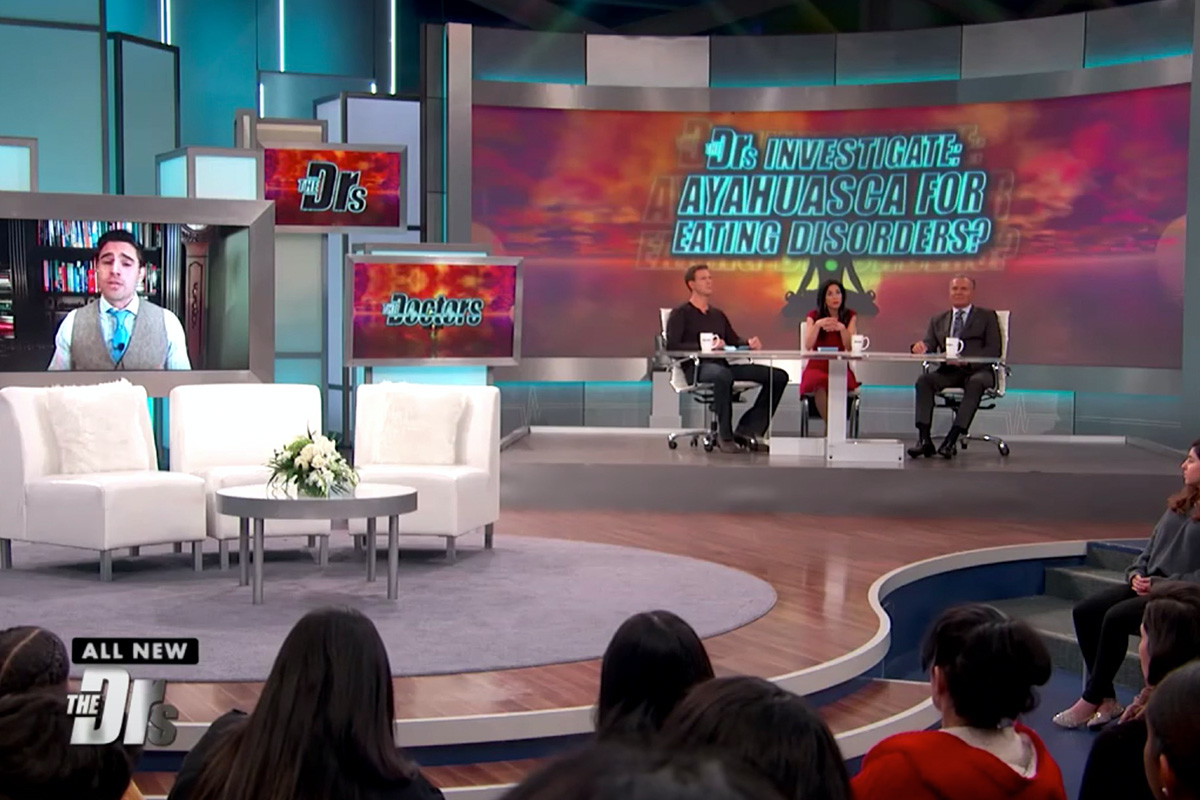 THE Drs
THE Doctors
THE Drs INVESTIGATE:
AYAHUASCA FOR
EATING DISORDERS?
ALL NEW
THE Drs